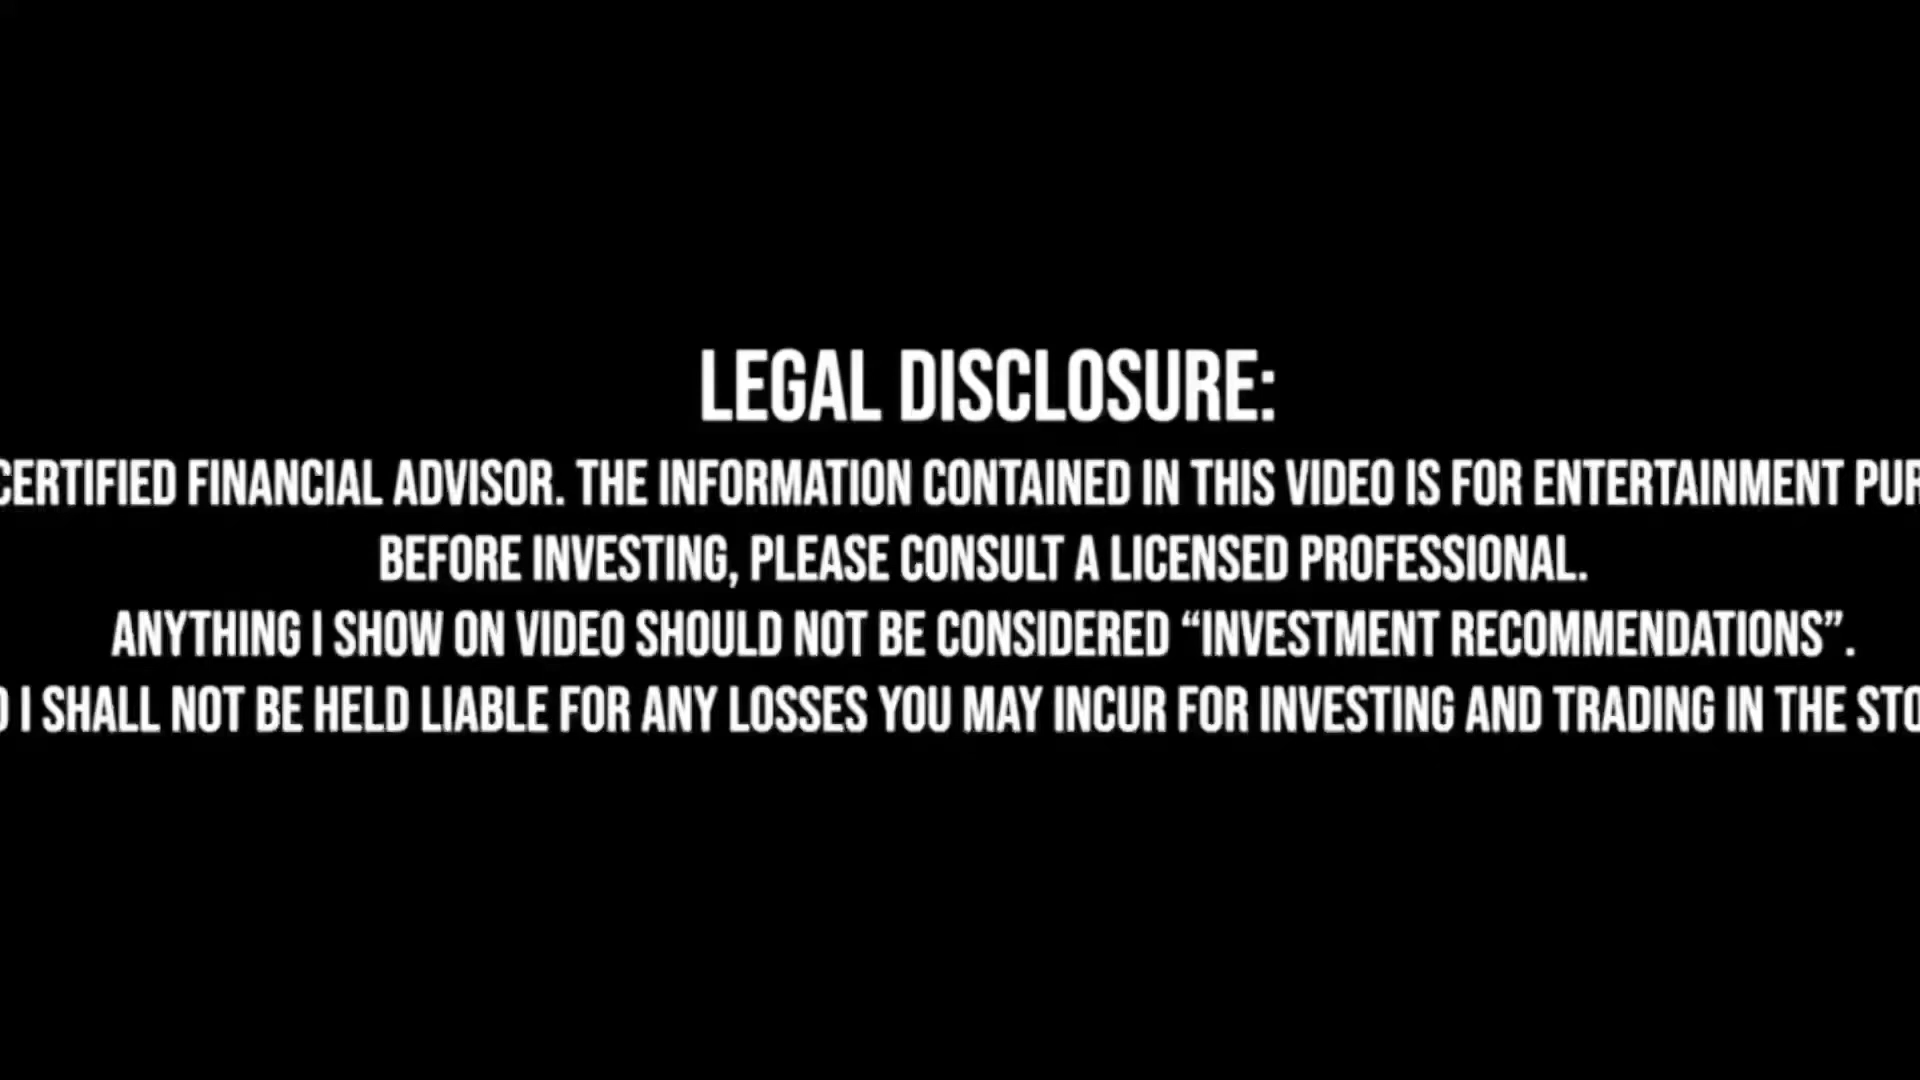 LEGAL DISCLOSURE:
CERTIFIED FINANCIAL ADVISOR. THE INFORMATION CONTAINED IN THIS VIDEO IS FOR ENTERTAINMENT
BEFORE INVESTING, PLEASE CONSULT A LICENSED PROFESSIONAL.
ANYTHING I SHOW ON VIDEO SHOULD NOT BE CONSIDERED “INVESTMENT RECOMMENDATIONS”.
I SHALL NOT BE HELD LIABLE FOR ANY LOSSES YOU MAY INCUR FOR INVESTING AND TRADING IN THE